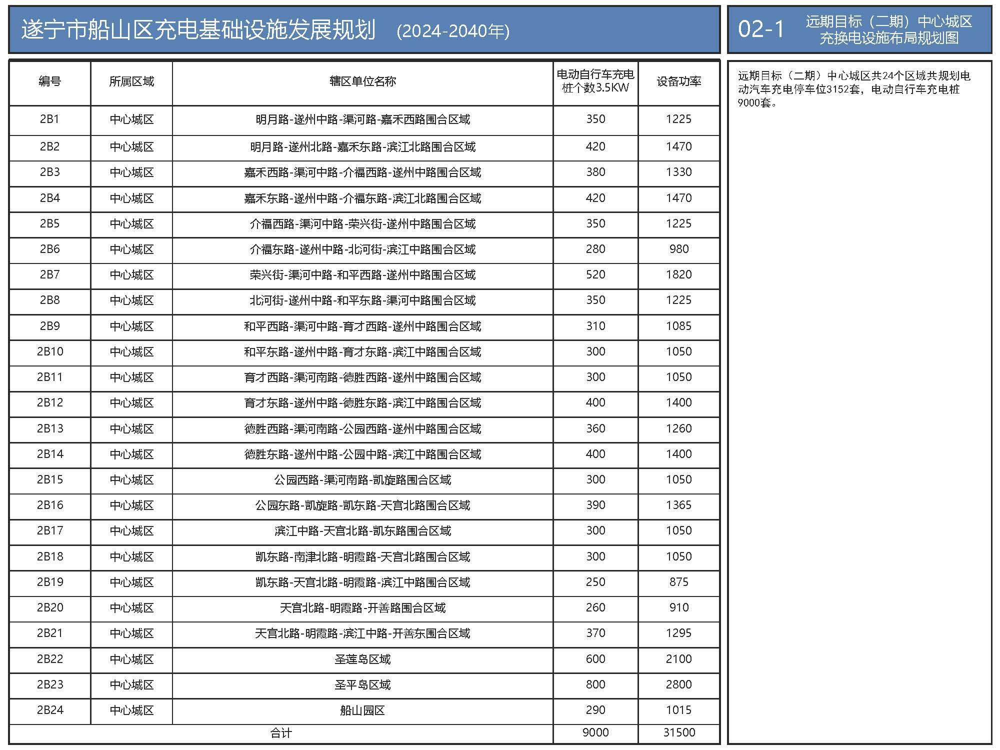 遂宁市船山区充电基础设施发展规划 (2024-2040年)
02-1 远期目标（二期）中心城区
充换电设施布局规划图
编号 所属区域 辖区单位名称 电动自行车充电桩个数3.5KW 设备功率
2B1 中心城区 明月路-遂州中路-渠河路-嘉禾西路围合区域 350 1225
2B2 中心城区 明月路-遂州北路-嘉禾东路-滨江北路围合区域 420 1470
2B3 中心城区 嘉禾西路-渠河中路-介福西路-遂州中路围合区域 380 1330
2B4 中心城区 嘉禾东路-遂州中路-介福东路-滨江北路围合区域 420 1470
2B5 中心城区 介福西路-渠河中路-荣兴街-遂州中路围合区域 350 1225
2B6 中心城区 介福东路-遂州中路-北河街-滨江中路围合区域 280 980
2B7 中心城区 荣兴街-渠河中路-和平西路-遂州中路围合区域 520 1820
2B8 中心城区 北河街-遂州中路-和平东路-渠河中路围合区域 350 1225
2B9 中心城区 和平西路-渠河中路-育才西路-遂州中路围合区域 310 1085
2B10 中心城区 和平东路-遂州中路-育才东路-滨江中路围合区域 300 1050
2B11 中心城区 育才西路-渠河南路-德胜西路-遂州中路围合区域 300 1050
2B12 中心城区 育才东路-遂州中路-德胜东路-滨江中路围合区域 400 1400
2B13 中心城区 德胜西路-渠河南路-公园西路-遂州中路围合区域 360 1260
2B14 中心城区 德胜东路-遂州中路-公园中路-滨江中路围合区域 400 1400
2B15 中心城区 公园西路-渠河南路-凯旋路围合区域 300 1050
2B16 中心城区 公园东路-凯旋路-凯东路-天宫北路围合区域 390 1365
2B17 中心城区 滨江中路-天宫北路-凯东路围合区域 300 1050
2B18 中心城区 凯东路-南津北路-明霞路-天宫北路围合区域 300 1050
2B19 中心城区 凯东路-天宫北路-明霞路-滨江中路围合区域 250 875
2B20 中心城区 天宫北路-明霞路-开善路围合区域 260 910
2B21 中心城区 天宫北路-明霞路-滨江中路-开善东围合区域 370 1295
2B22 中心城区 圣莲岛区域 600 2100
2B23 中心城区 圣平岛区域 800 2800
2B24 中心城区 船山园区 290 1015
合计 9000 31500
远期目标（二期）中心城区共24个区域共规划电
动汽车充电停车位3152套，电动自行车充电桩
9000套。